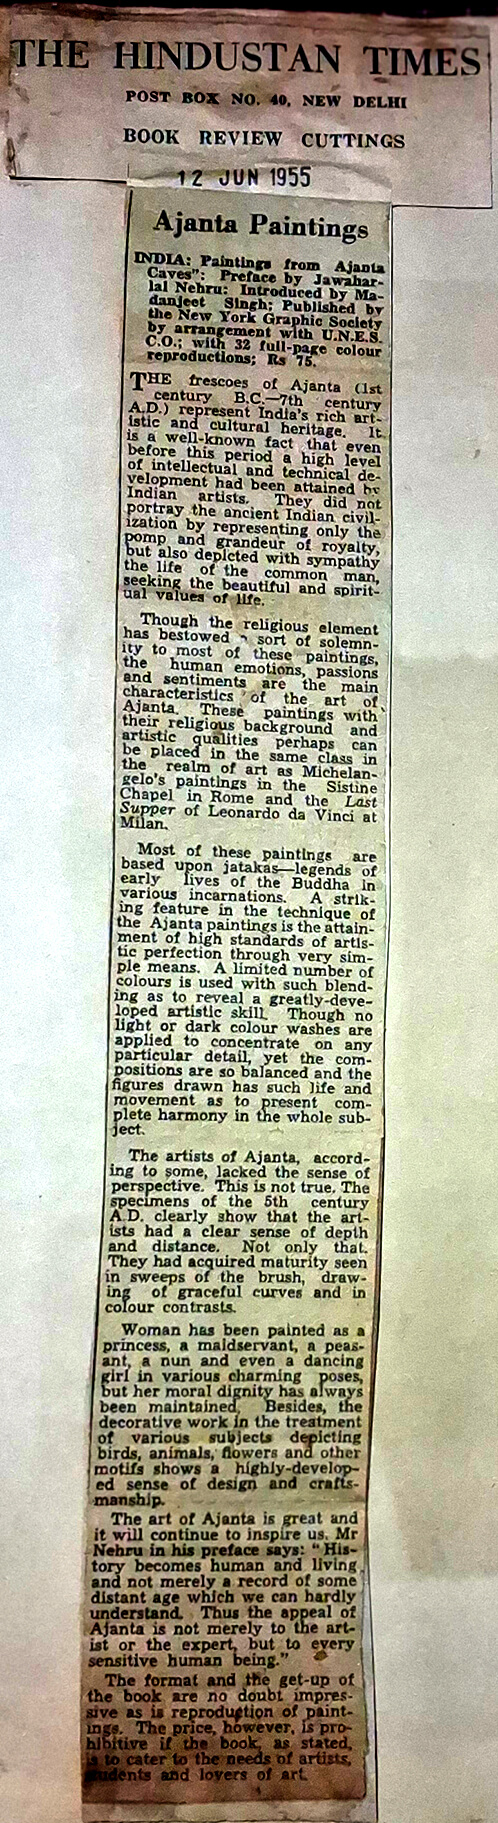 THE HINDUSTAN TIMES
POST BOX NO. 40, NEW DELHI
BOOK REVIEW CUTTINGS
12 JUN 1955
Ajanta Paintings
INDIA: Paintings from Ajanta
Caves": Preface by Jawahar-
lal Nehru: Introduced by Ma-
danjeet Singh; Published by
the New York Graphic Society
by arrangement with U.N.E.S.
C.O.; with 32 full-page colour
reproductions; Rs 75.
THE frescoes of Ajanta (1st
century B.C.—7th century
A.D.) represent India's rich art-
istic and cultural heritage. It
is a well-known fact that even
before this period a high level
of intellectual and technical de-
velopment had been attained by
Indian artists. They did not
portray the ancient Indian civil-
ization by representing only the
pomp and grandeur of royalty,
but also depicted with sympathy
the life of the common man,
seeking the beautiful and spirit-
ual values of life.
Though the religious element
has bestowed a sort of solemn-
ity to most of these paintings,
the human emotions, passions
and sentiments are the main
characteristics of the art of
Ajanta. These paintings with
their religious background and
artistic qualities perhaps can
be placed in the same class in
the realm of art as Michelan-
gelo's paintings in the Sistine
Chapel in Rome and the Last
Supper of Leonardo da Vinci at
Milan.
Most of these paintings are
based upon jatakas—legends of
early lives of the Buddha in
various incarnations. A strik-
ing feature in the technique of
the Ajanta paintings is the attain-
ment of high standards of artis-
tic perfection through very sim-
ple means. A limited number of
colours is used with such blend-
ing as to reveal a greatly-deve-
loped artistic skill. Though no
light or dark colour washes are
applied to concentrate on any
particular detail, yet the com-
positions are so balanced and the
figures drawn has such life and
movement as to present com-
plete harmony in the whole sub-
ject.
The artists of Ajanta, accord-
ing to some, lacked the sense of
perspective. This is not true. The
specimens of the 5th century
A.D. clearly show that the art-
ists had a clear sense of depth
and distance. Not only that.
They had acquired maturity seen
in sweeps of the brush, draw-
ing of graceful curves and in
colour contrasts.
Woman has been painted as a
princess, a maidservant, a peas-
ant, a nun and even a dancing
girl in various charming poses,
but her moral dignity has always
been maintained. Besides, the
decorative work in the treatment
of various subjects depicting
birds, animals, flowers and other
motifs shows a highly-develop-
ed sense of design and crafts-
manship.
The art of Ajanta is great and
it will continue to inspire us. Mr
Nehru in his preface says: "His-
tory becomes human and living
and not merely a record of some
distant age which we can hardly
understand. Thus the appeal of
Ajanta is not merely to the art-
ist or the expert, but to every
sensitive human being."
The format and the get-up of
the book are no doubt impres-
sive as is reproduction of paint-
ings. The price, however, is pro-
hibitive if the book, as stated,
is to cater to the needs of artists,
students and lovers of art.